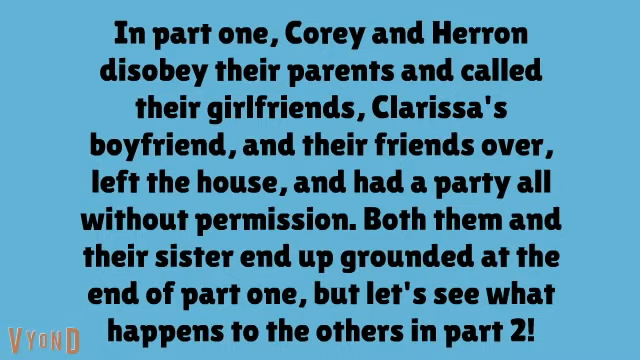 In part one, Corey and Herron
disobey their parents and called
their girlfriends, Clarissa's
boyfriend, and their friends over,
left the house, and had a party all
without permission. Both them and
their sister end up grounded at the
end of part one, but let's see what
happens to the others in part 2!
VYOND